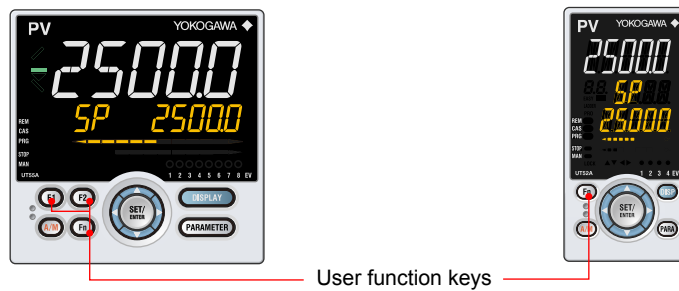 PV YOKOGAWA
2500.0
SP 2500.0
REM
CAS
PRG
STOP
MAN
UT55A 1 2 3 4 5 6 7 8 EV
F1 F2 DISPLAY
SET/
ENTER
A/M Fn PARAMETER
PV YOKOGAWA
2500.0
SP
2500.0
REM
CAS
PRG
STOP
MAN
UT52A 1 2 3 4 EV
Fn DISP
SET/
ENTER
A/M PARA
User function keys